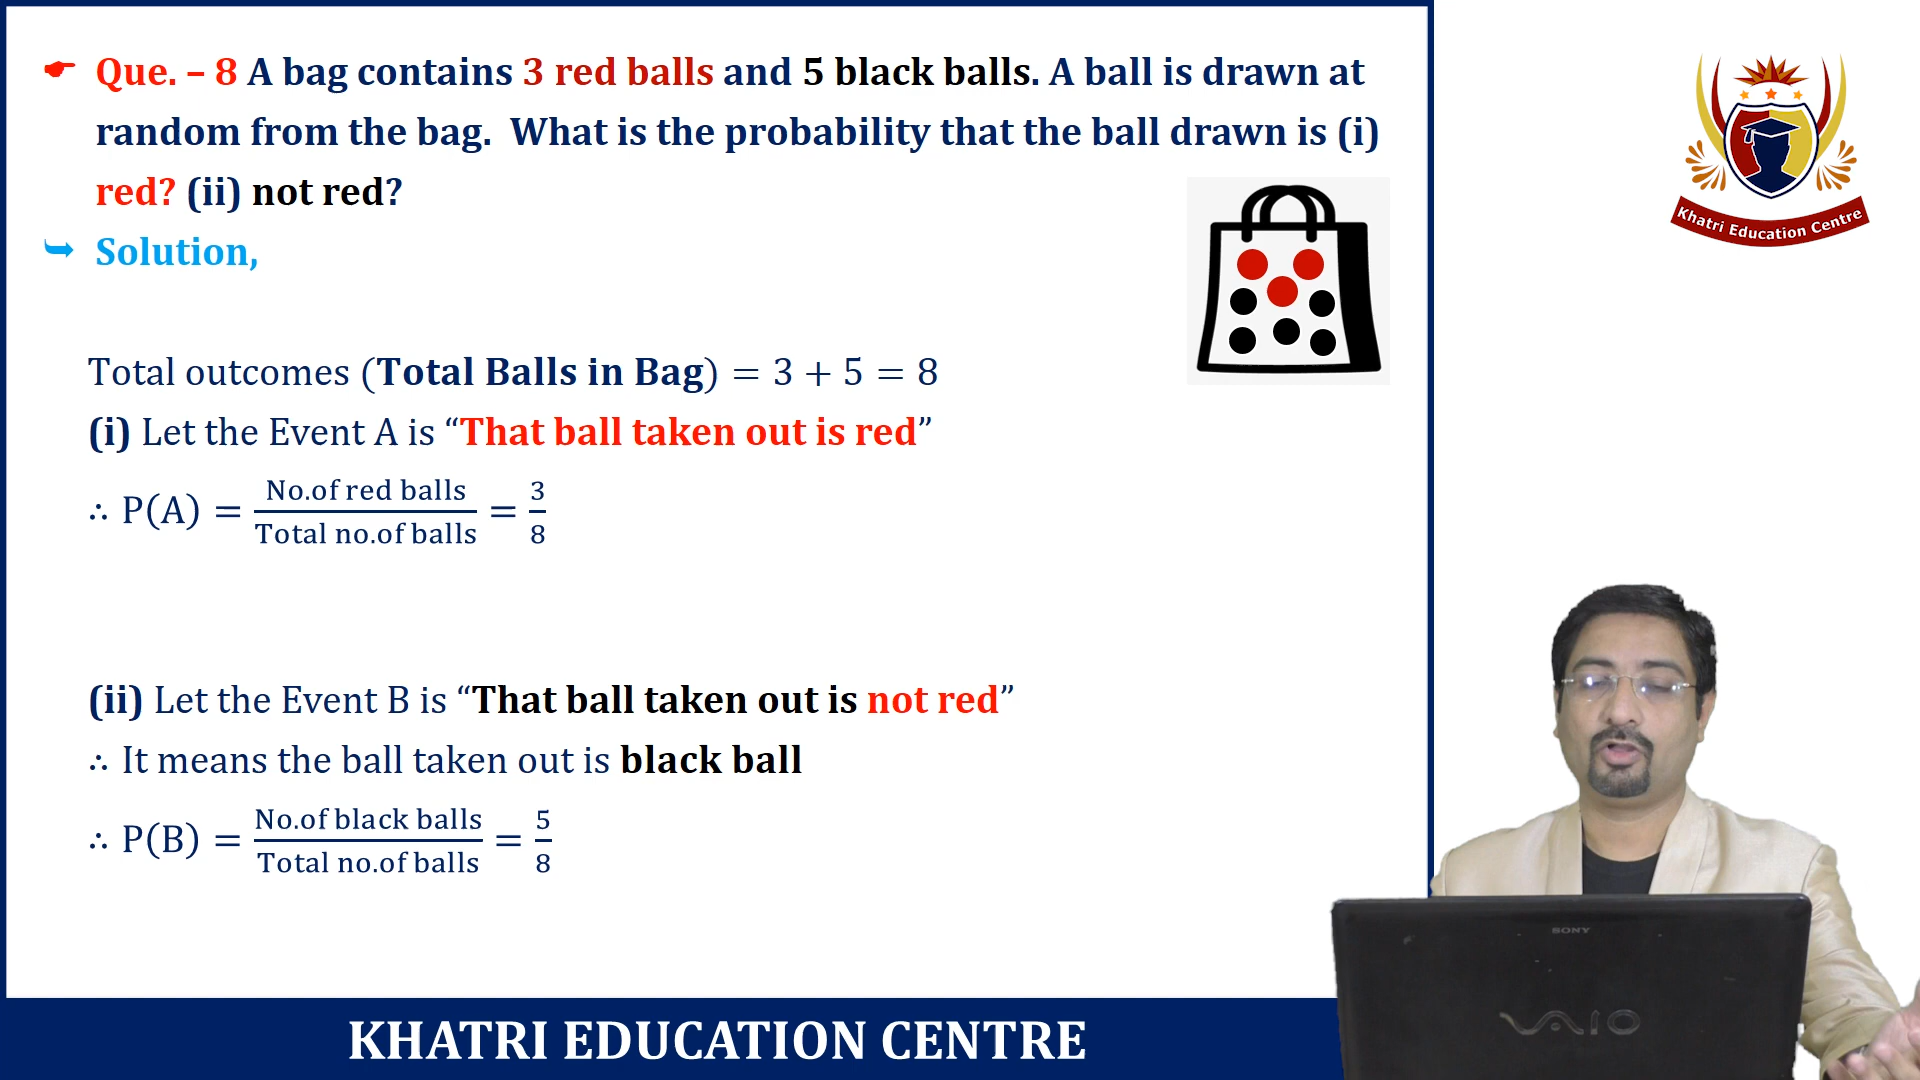 Que. – 8 A bag contains 3 red balls and 5 black balls. A ball is drawn at
random from the bag.  What is the probability that the ball drawn is (i)
red? (ii) not red?
Solution,
Total outcomes (Total Balls in Bag) = 3 + 5 = 8
(i) Let the Event A is “That ball taken out is red”
∴ P(A) = No.of red balls / Total no.of balls = 3/8
(ii) Let the Event B is “That ball taken out is not red”
∴ It means the ball taken out is black ball
∴ P(B) = No.of black balls / Total no.of balls = 5/8
KHATRI EDUCATION CENTRE
Khatri Education Centre
SONY
VAIO